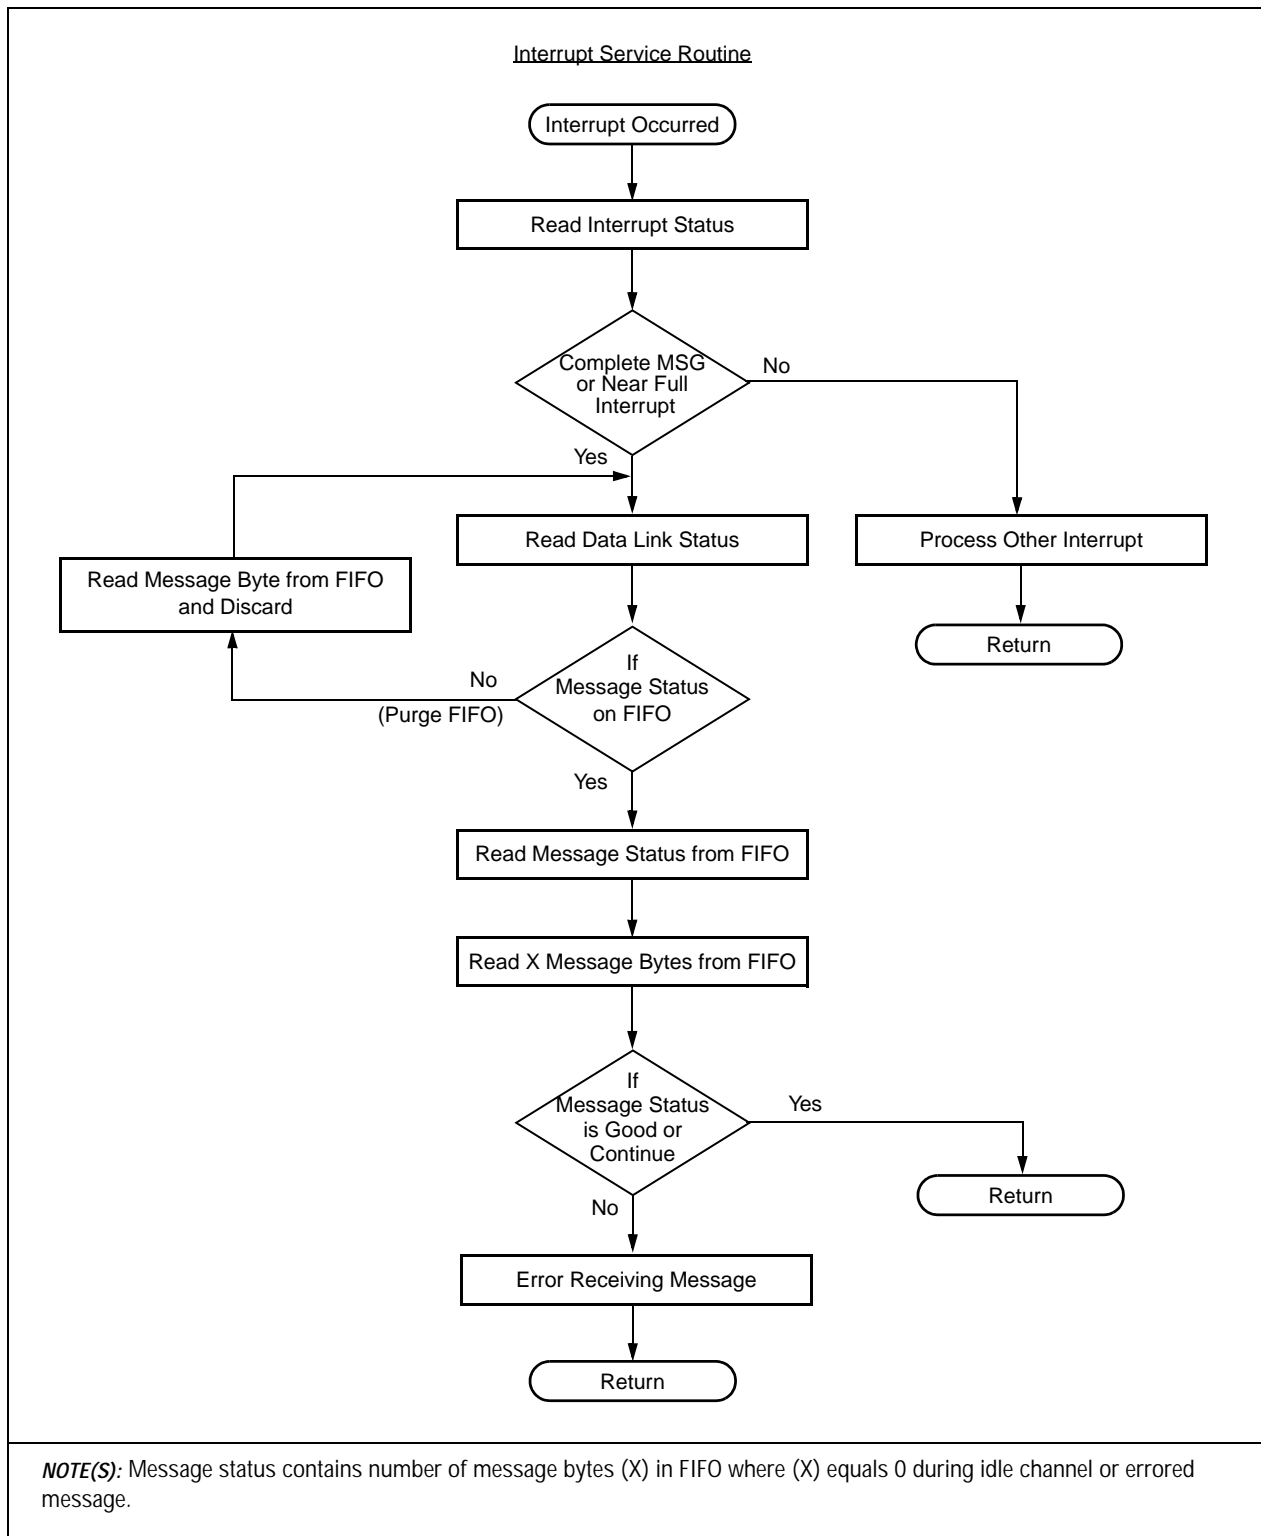 Interrupt Service Routine
Interrupt Occurred
Read Interrupt Status
Complete MSG
or Near Full
Interrupt
No
Yes
Read Data Link Status
Process Other Interrupt
Read Message Byte from FIFO
and Discard
Return
If
Message Status
on FIFO
No
(Purge FIFO)
Yes
Read Message Status from FIFO
Read X Message Bytes from FIFO
If
Message Status
is Good or
Continue
Yes
Return
No
Error Receiving Message
Return
NOTE(S): Message status contains number of message bytes (X) in FIFO where (X) equals 0 during idle channel or errored
message.